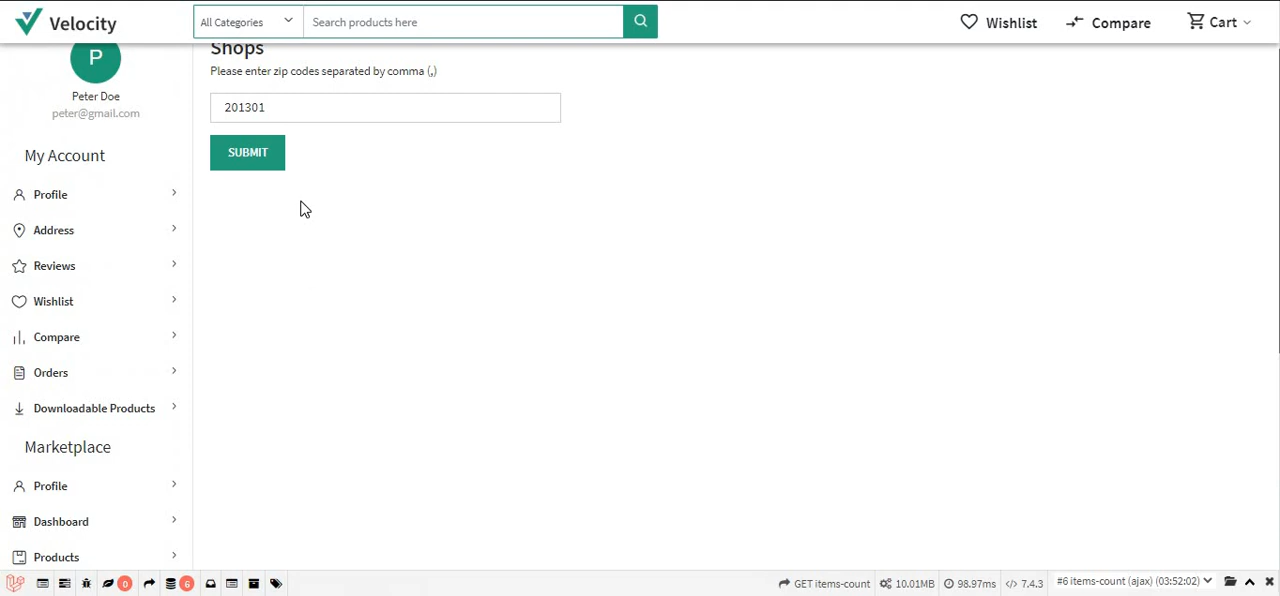 Velocity
All Categories
Search products here
Wishlist
Compare
Cart
P
Peter Doe
peter@gmail.com
My Account
Profile
Address
Reviews
Wishlist
Compare
Orders
Downloadable Products
Marketplace
Profile
Dashboard
Products
Shops
Please enter zip codes separated by comma (,)
201301
SUBMIT
0
6
GET items-count
10.01MB
98.97ms
7.4.3
#6 items-count (ajax) (03:52:02)